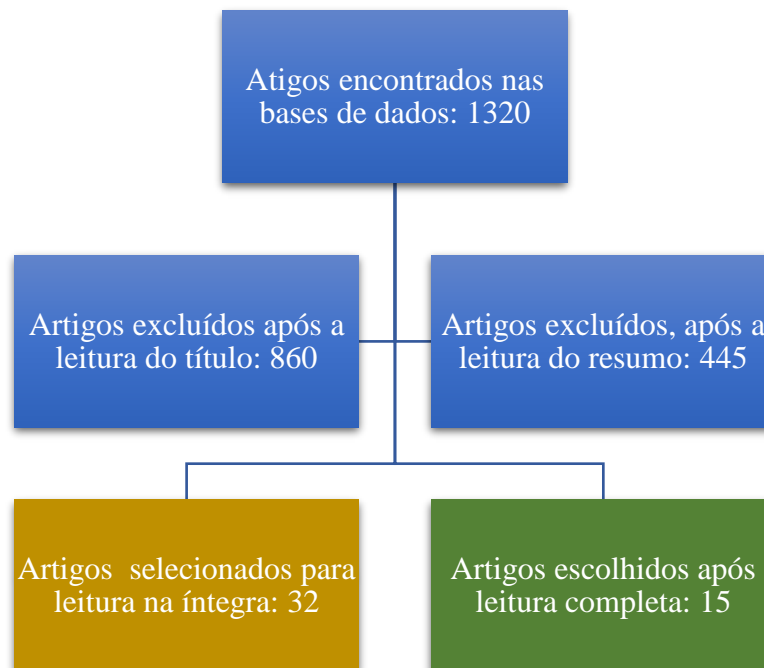 Atigos encontrados nas
bases de dados: 1320
Artigos excluídos após a
leitura do título: 860
Artigos excluídos, após a
leitura do resumo: 445
Artigos  selecionados para
leitura na íntegra: 32
Artigos escolhidos após
leitura completa: 15